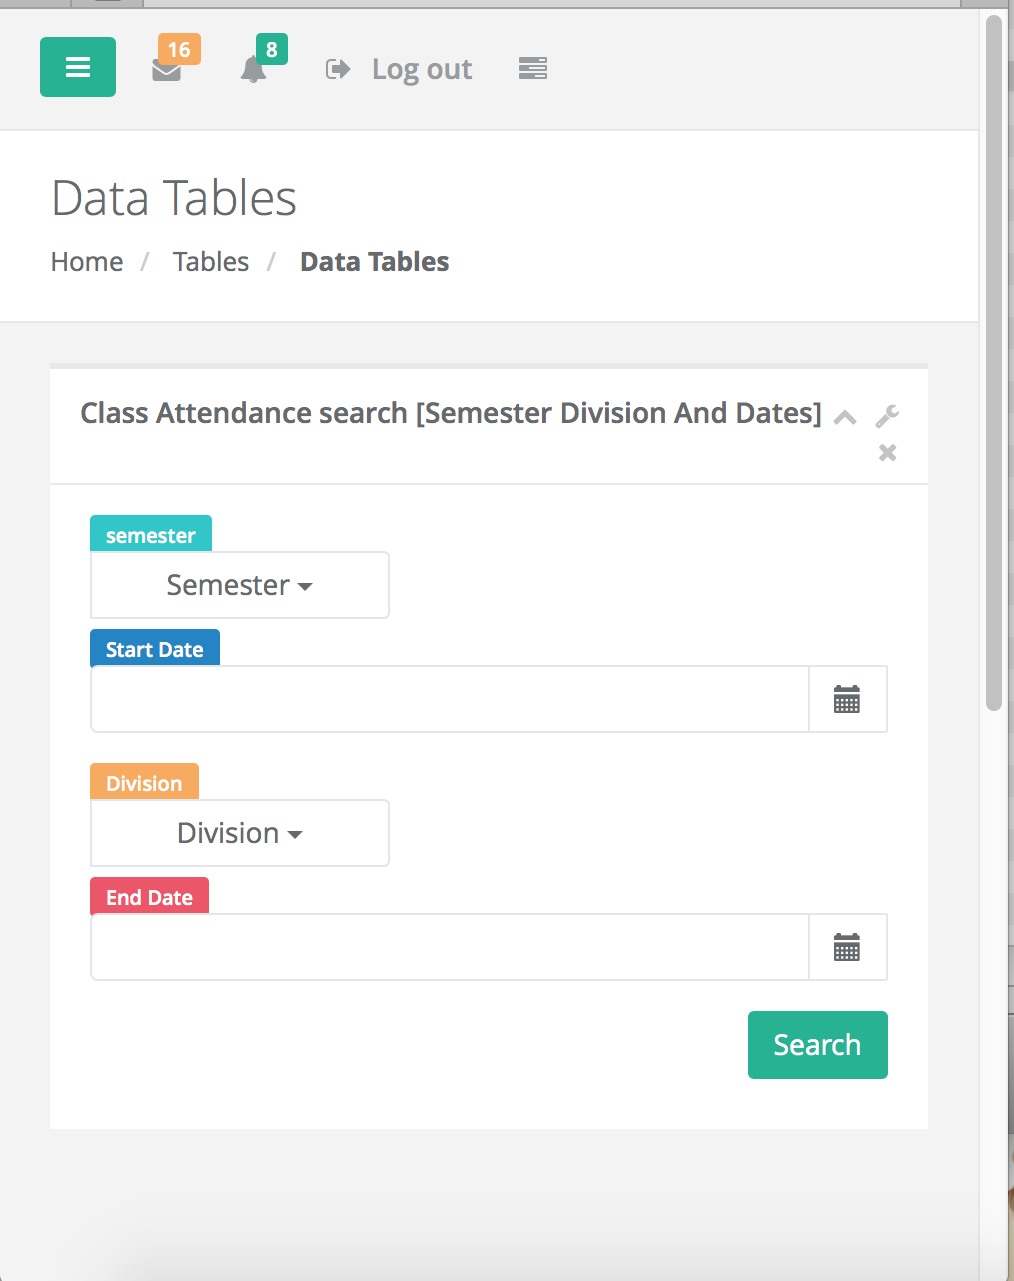 16 8 Log out
Data Tables
Home / Tables / Data Tables
Class Attendance search [Semester Division And Dates]
semester
Semester
Start Date
Division
Division
End Date
Search